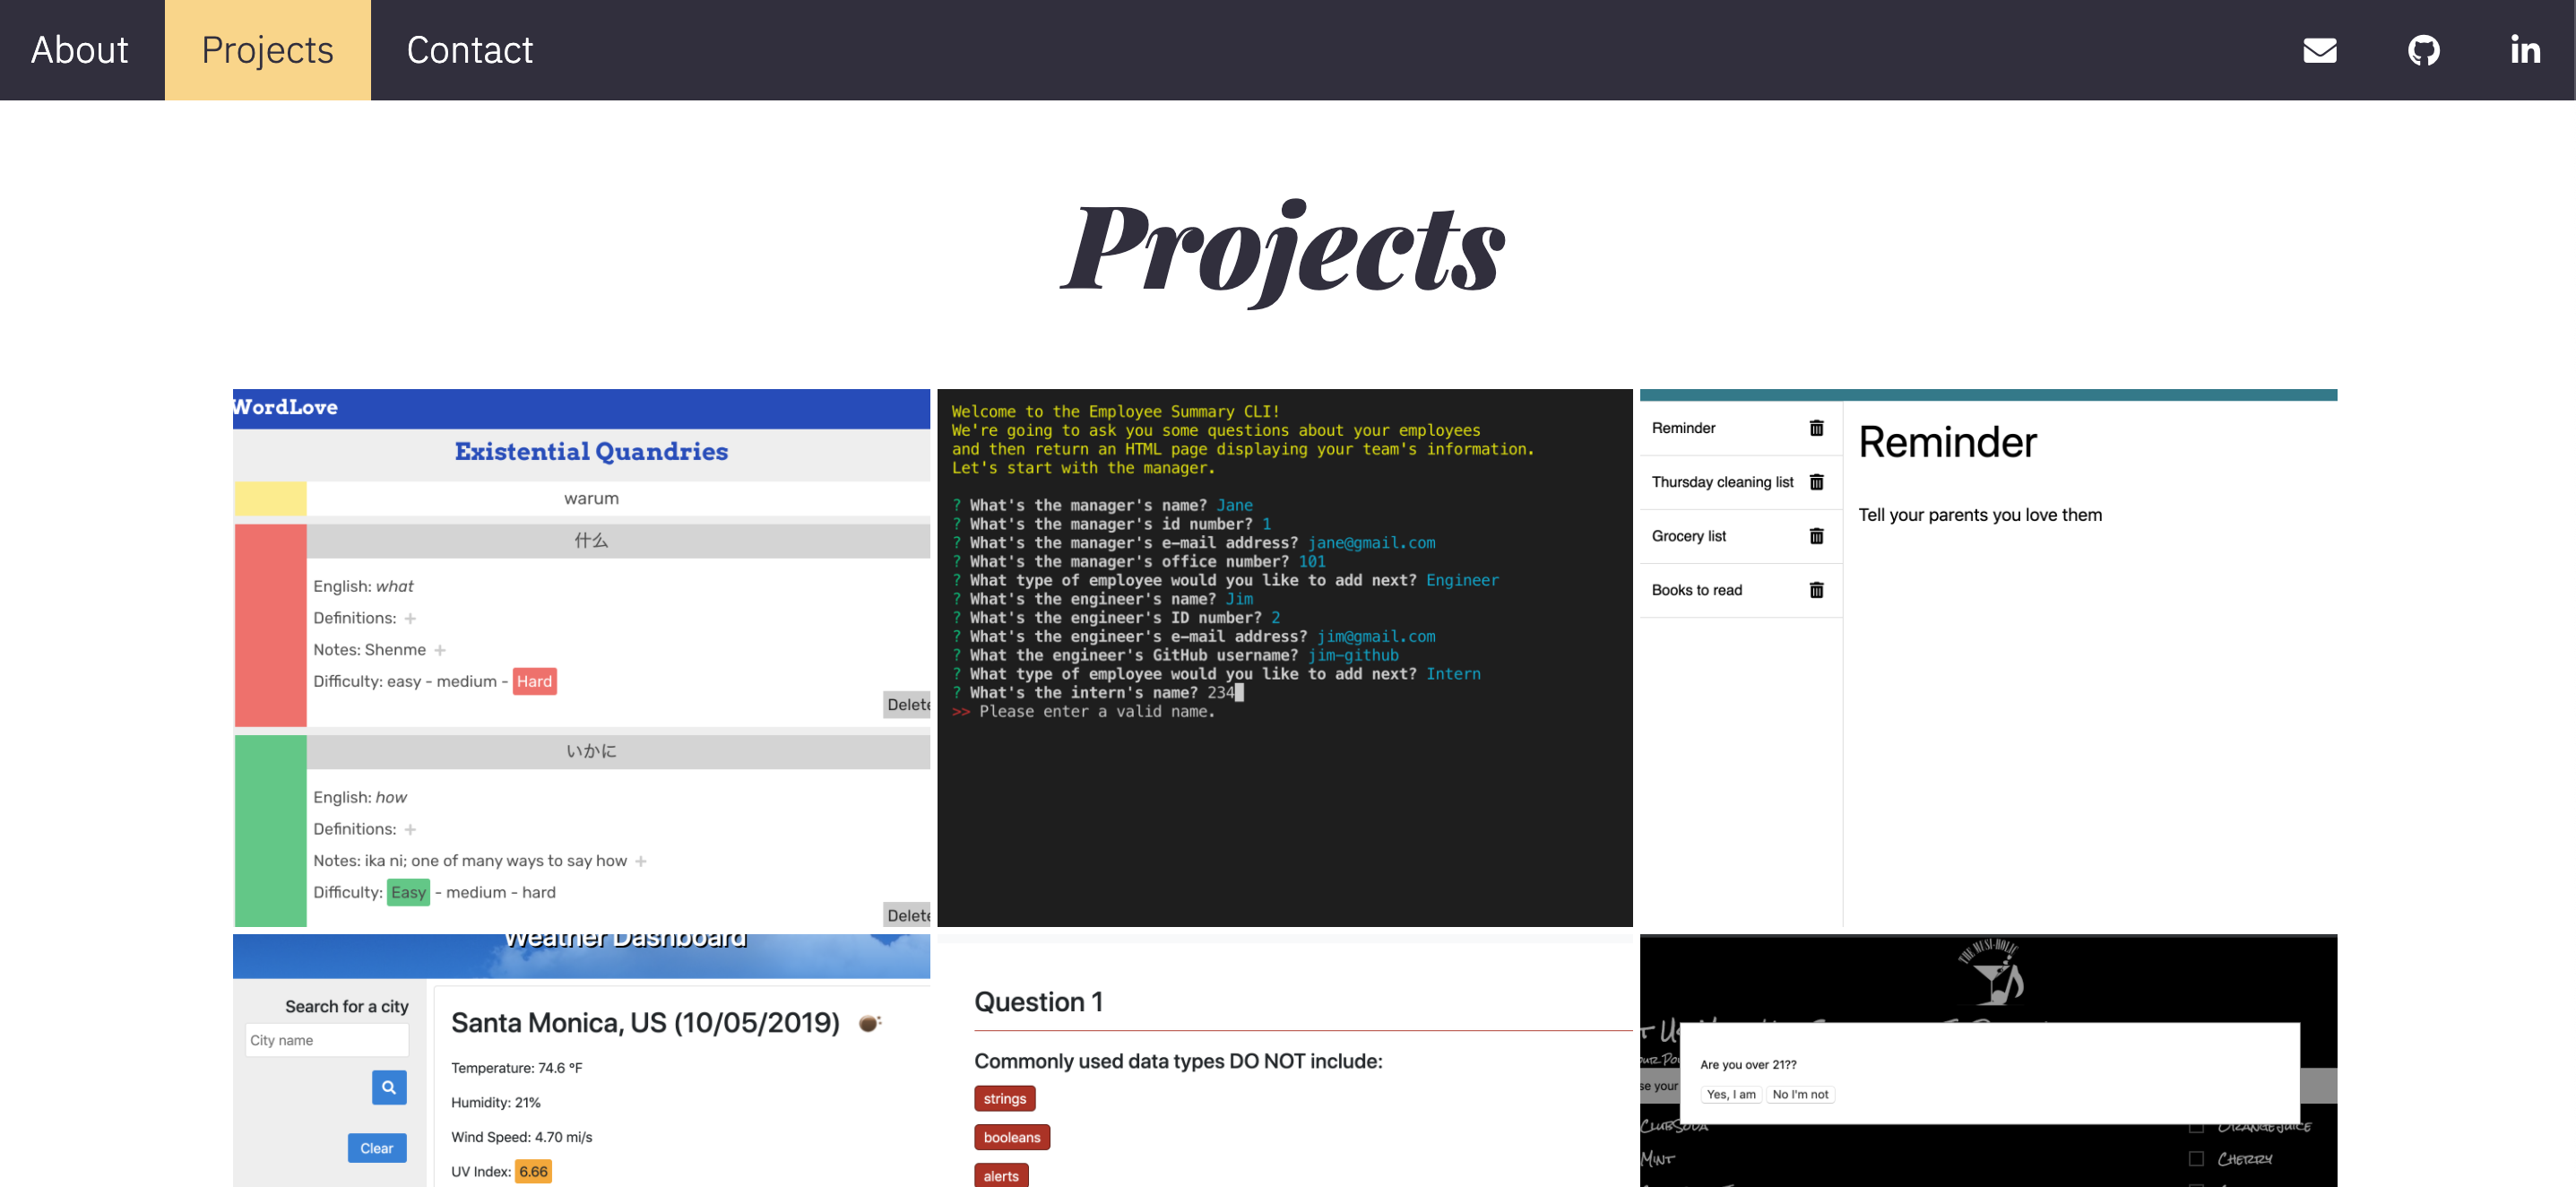 About
Projects
Contact
Projects
WordLove
Existential Quandries
warum
什么
English: what
Definitions: +
Notes: Shenme +
Difficulty: easy - medium - Hard
Delete
いかに
English: how
Definitions: +
Notes: ika ni; one of many ways to say how +
Difficulty: Easy - medium - hard
Delete
Welcome to the Employee Summary CLI!
We're going to ask you some questions about your employees
and then return an HTML page displaying your team's information.
Let's start with the manager.
? What's the manager's name? Jane
? What's the manager's id number? 1
? What's the manager's e-mail address? jane@gmail.com
? What's the manager's office number? 101
? What type of employee would you like to add next? Engineer
? What's the engineer's name? Jim
? What's the engineer's ID number? 2
? What's the engineer's e-mail address? jim@gmail.com
? What the engineer's GitHub username? jim-github
? What type of employee would you like to add next? Intern
? What's the intern's name? 234
>> Please enter a valid name.
Reminder
Thursday cleaning list
Grocery list
Books to read
Reminder
Tell your parents you love them
Weather Dashboard
Search for a city
City name
Clear
Santa Monica, US (10/05/2019)
Temperature: 74.6 °F
Humidity: 21%
Wind Speed: 4.70 mi/s
UV Index: 6.66
Question 1
Commonly used data types DO NOT include:
strings
booleans
alerts
THE MUSI-HOLIC
Are you over 21??
Yes, I am
No I'm not
se your
ClubSoda
OrangeJuice
Mint
Cherry